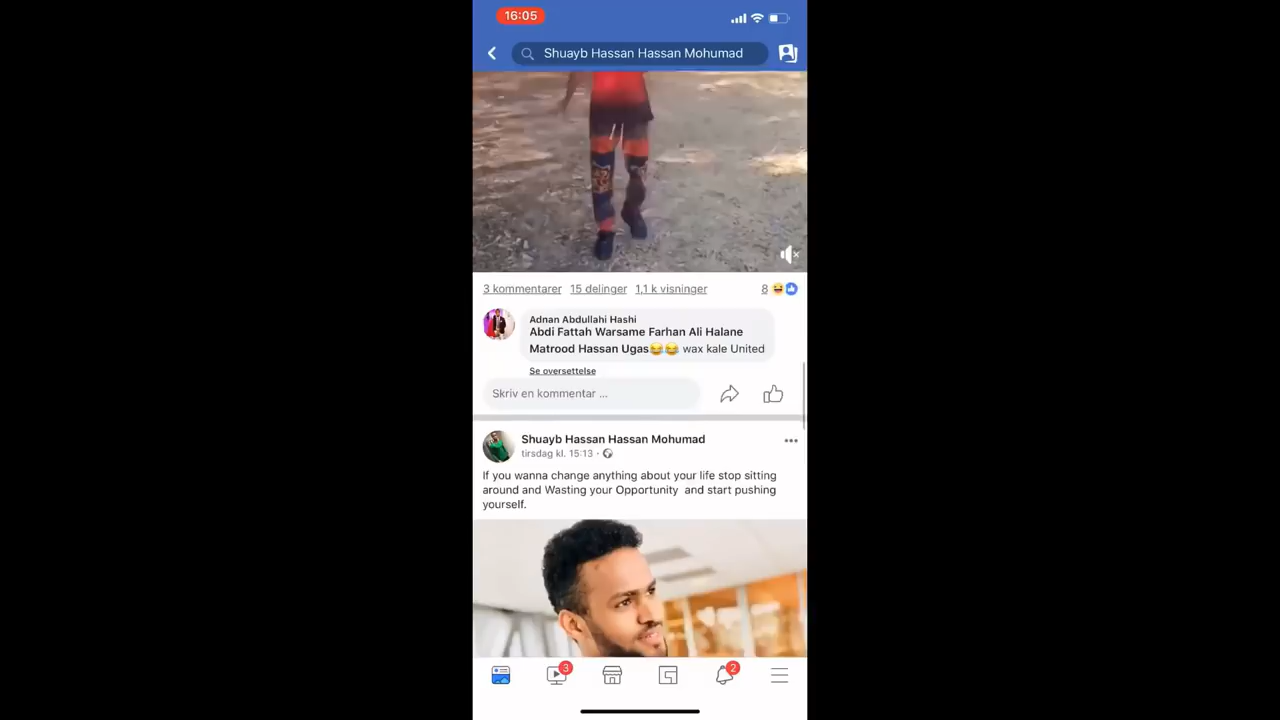 16:05
Shuayb Hassan Hassan Mohumad
3 kommentarer 15 delinger 1,1 k visninger 8
Adnan Abdullahi Hashi
Abdi Fattah Warsame Farhan Ali Halane
Matrood Hassan Ugas😂😂 wax kale United
Se oversettelse
Skriv en kommentar ...
Shuayb Hassan Hassan Mohumad
tirsdag kl. 15:13 ·
If you wanna change anything about your life stop sitting
around and Wasting your Opportunity and start pushing
yourself.
3
2